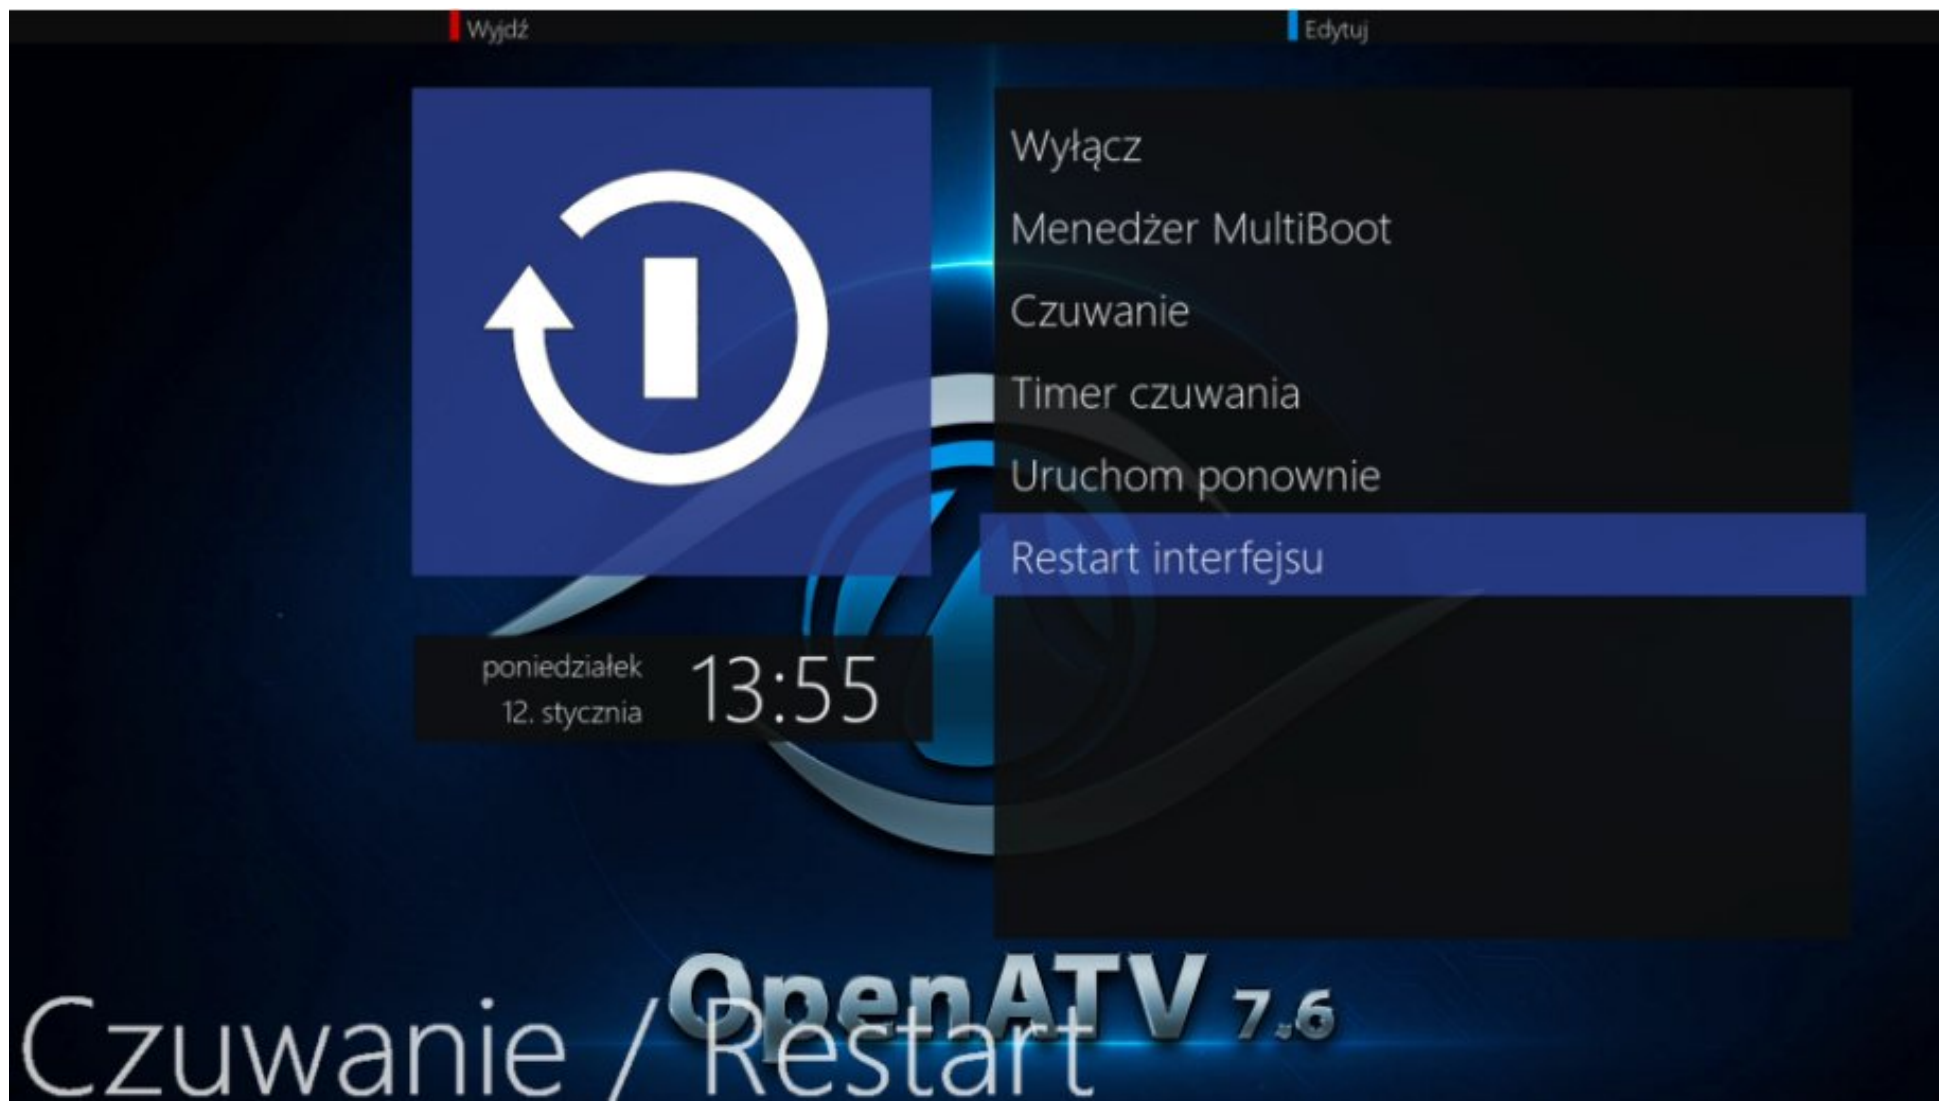 Wyjdź
Edytuj
Wyłącz
Menedżer MultiBoot
Czuwanie
Timer czuwania
Uruchom ponownie
Restart interfejsu
poniedziałek
12. stycznia
13:55
OpenATV 7.6
Czuwanie / Restart